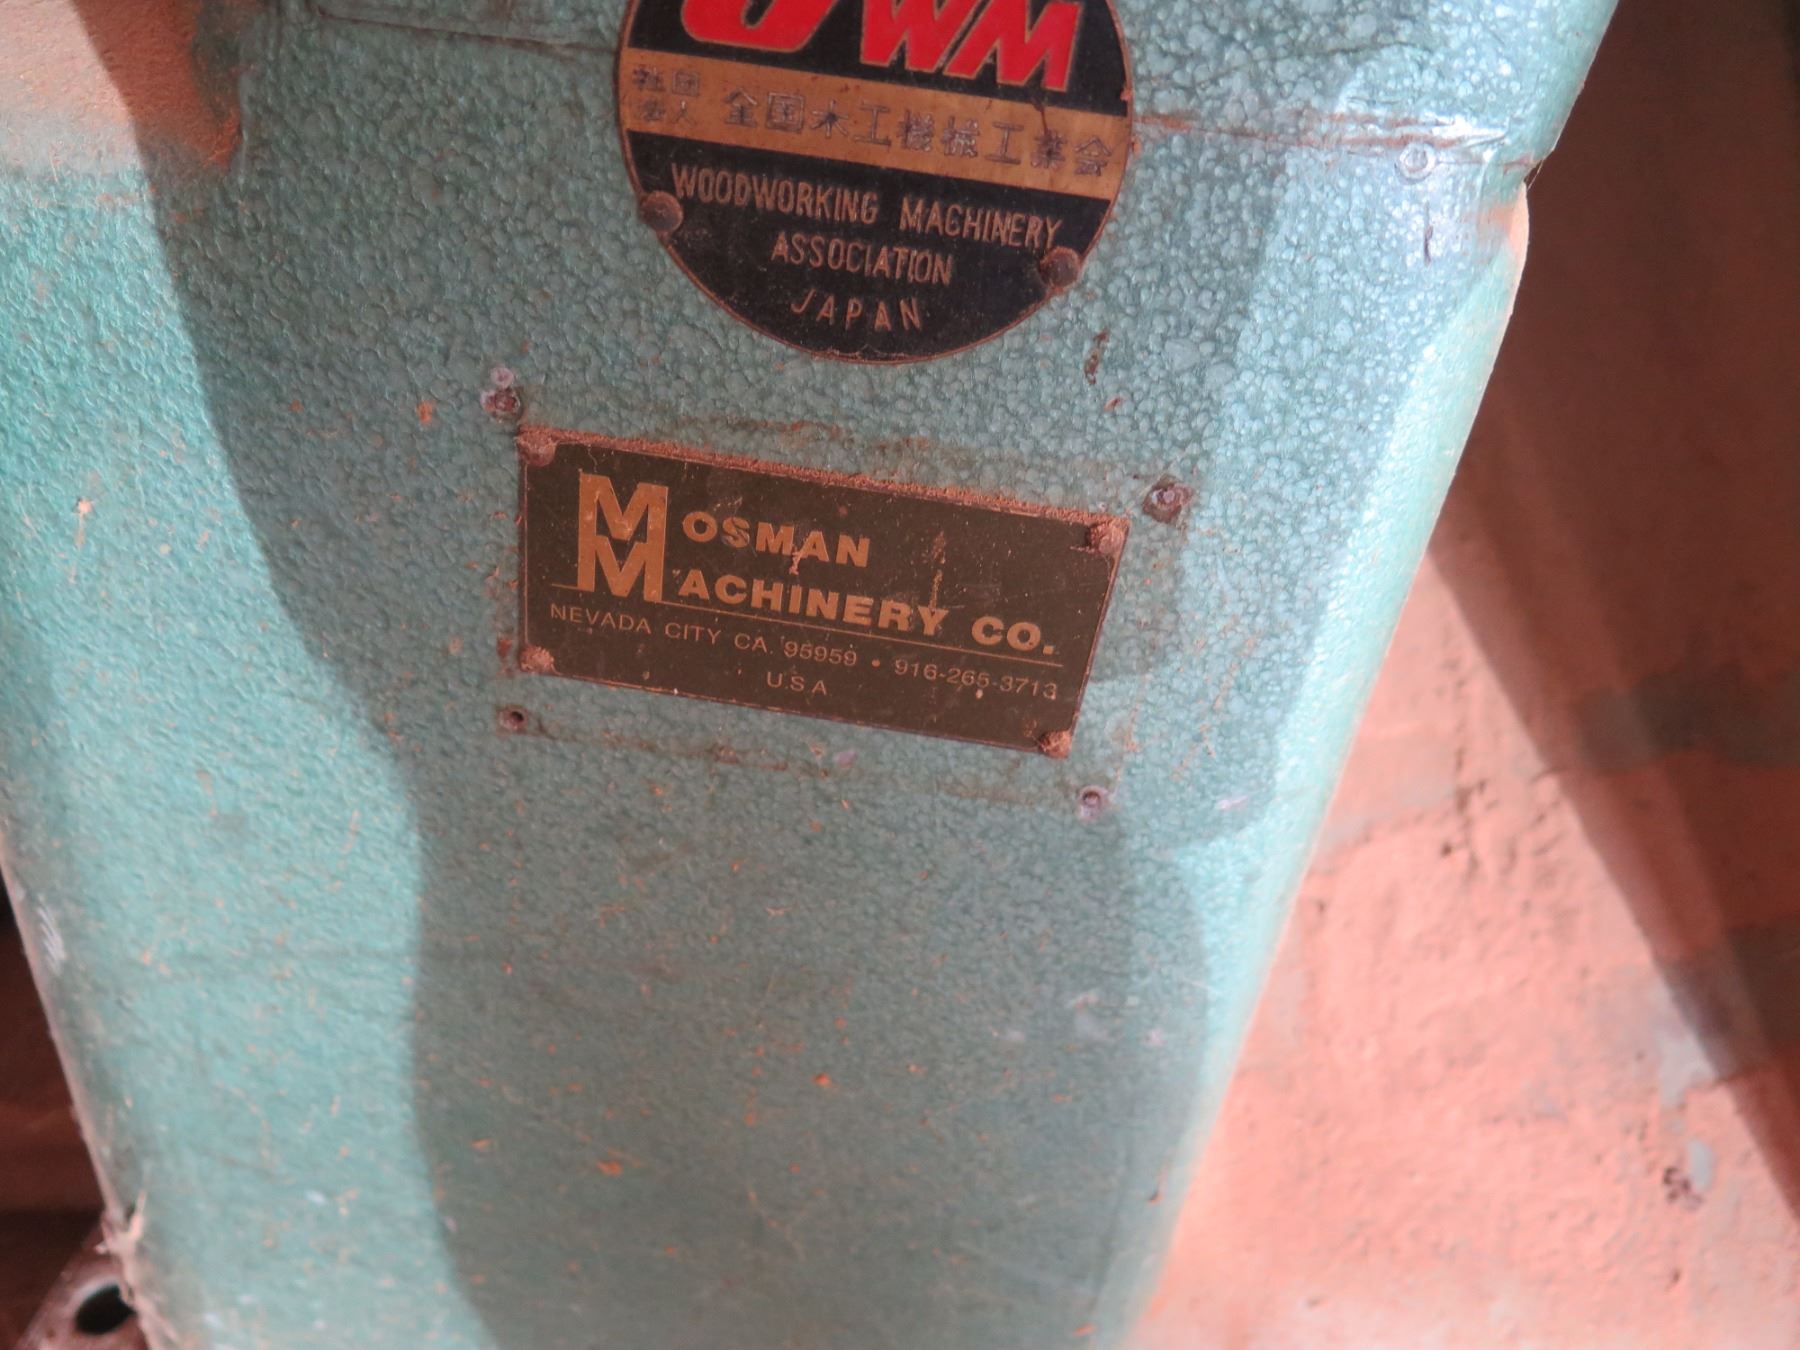 JWM
社団
法人 全国木工機械工業会
WOODWORKING MACHINERY
ASSOCIATION
JAPAN
MOSMAN
MACHINERY CO.
NEVADA CITY CA. 95959 • 916-265-3713
U.S.A